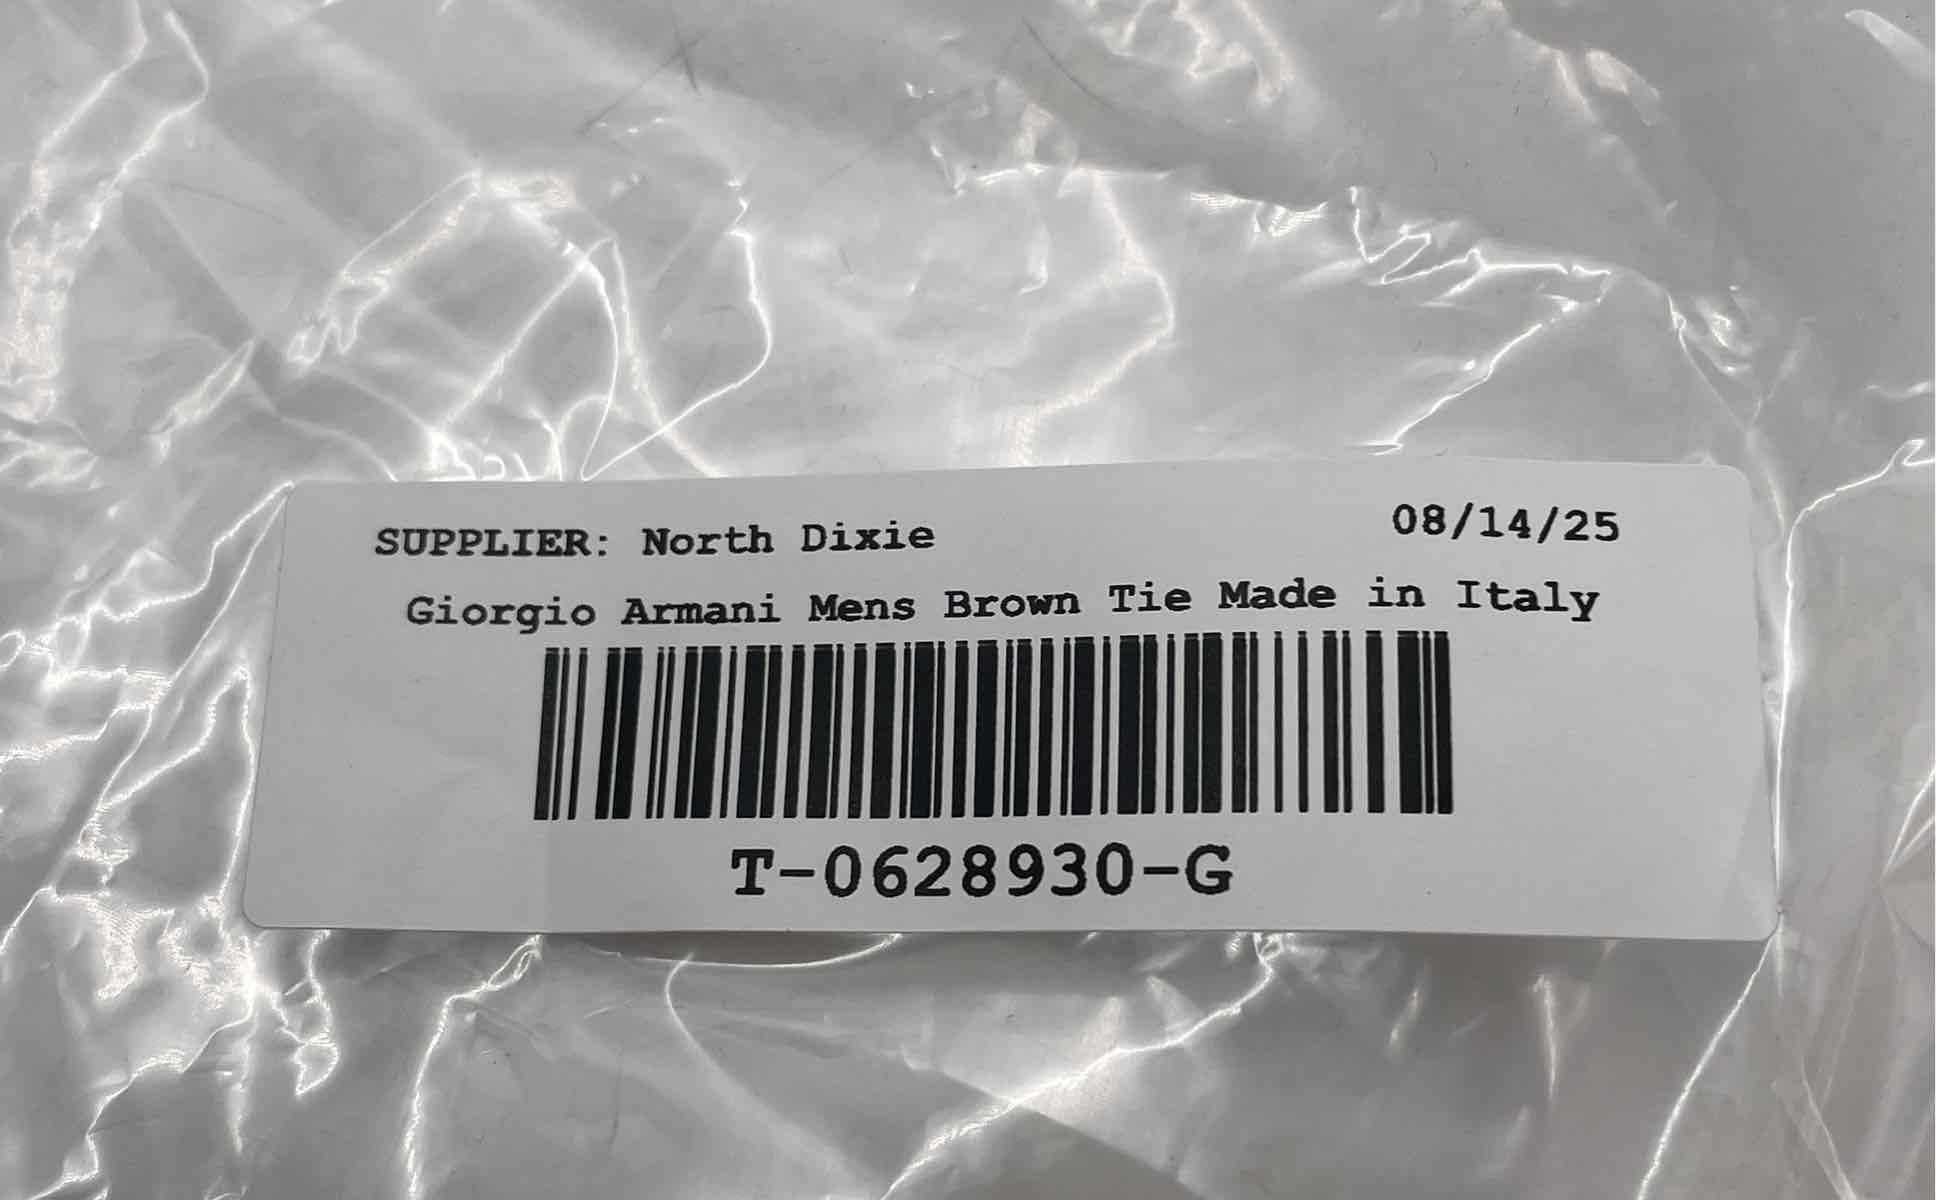 SUPPLIER: North Dixie 08/14/25
Giorgio Armani Mens Brown Tie Made in Italy
T-0628930-G